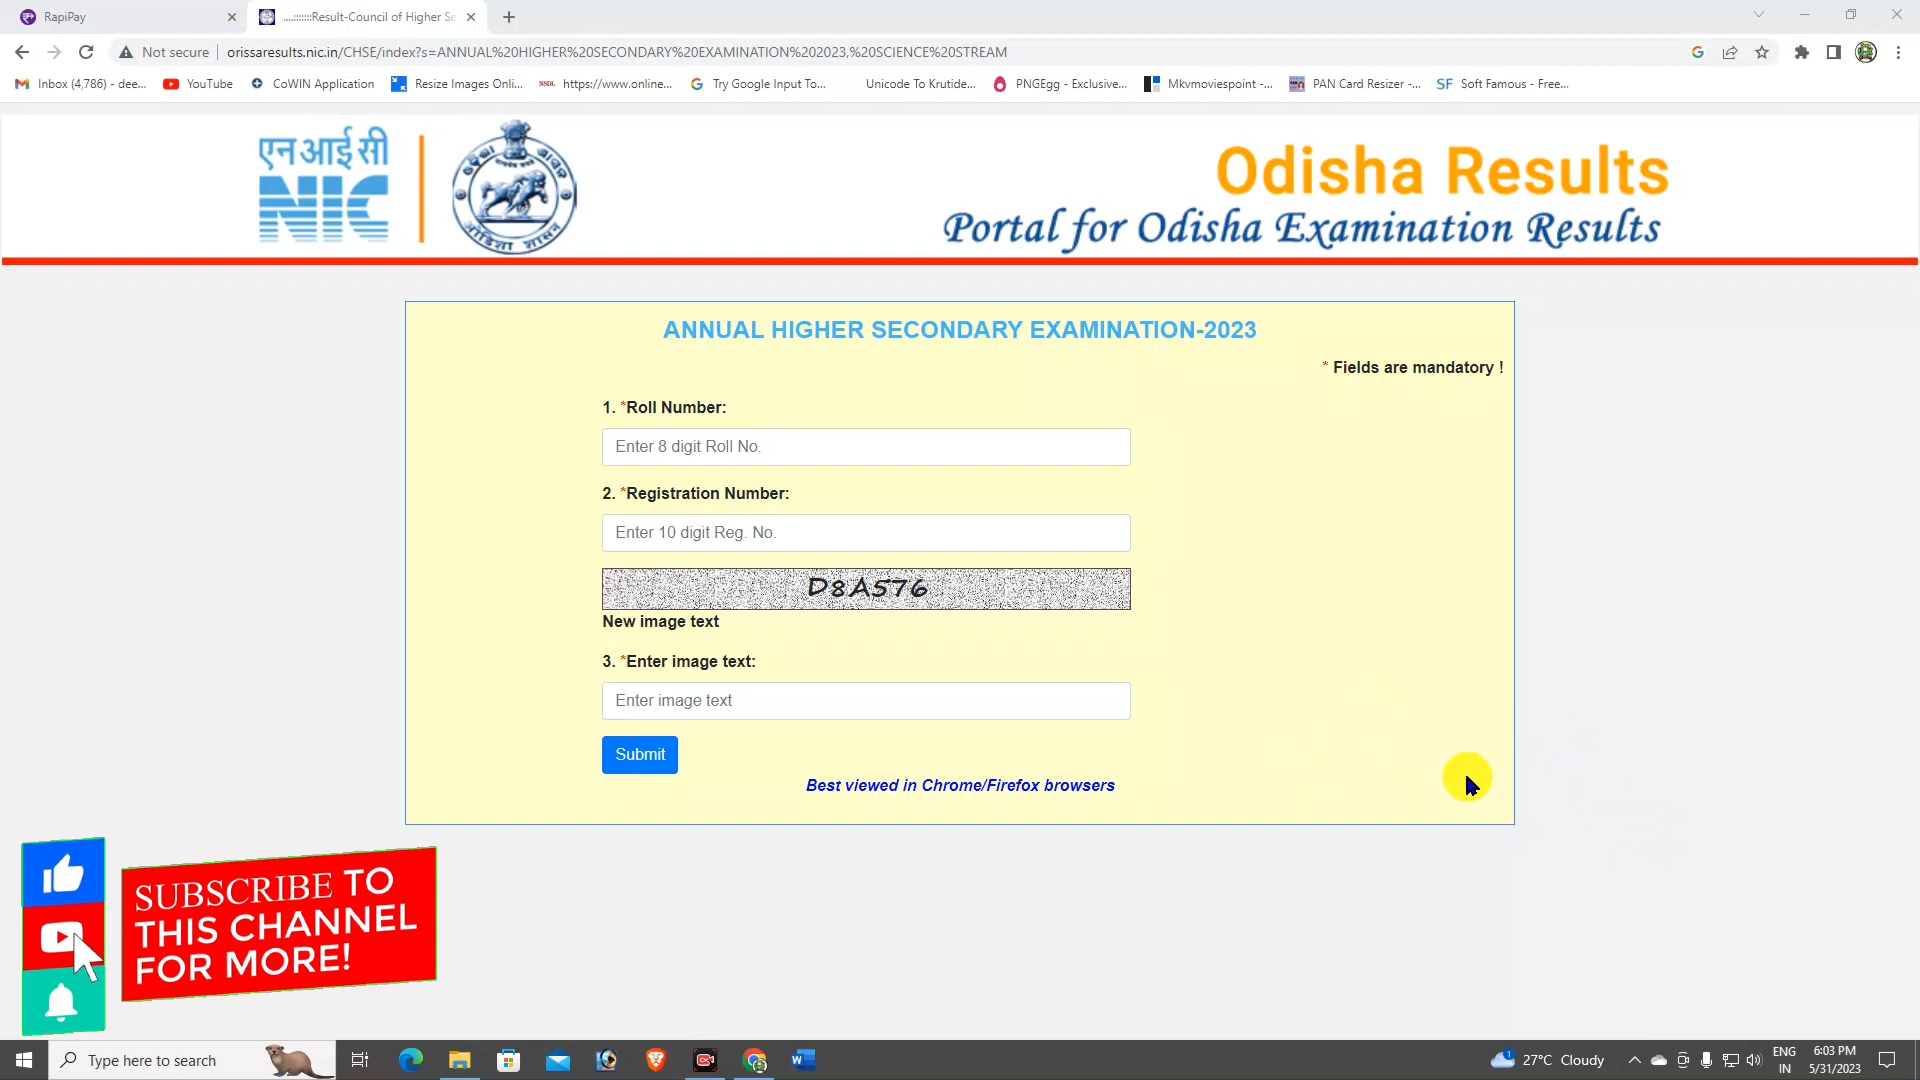 RapiPay
....::::::Result-Council of Higher Se
Not secure
orissaresults.nic.in/CHSE/index?s=ANNUAL%20HIGHER%20SECONDARY%20EXAMINATION%202023,%20SCIENCE%20STREAM
Inbox (4,786) - dee...
YouTube
CoWIN Application
Resize Images Onli...
NSDL
https://www.online...
Try Google Input To...
Unicode To Krutide...
PNGEgg - Exclusive...
Mkvmoviespoint -...
PAN Card Resizer -...
SF
Soft Famous - Free...
एन आई सी
NIC
Odisha Results
Portal for Odisha Examination Results
ANNUAL HIGHER SECONDARY EXAMINATION-2023
* Fields are mandatory !
1. *Roll Number:
Enter 8 digit Roll No.
2. *Registration Number:
Enter 10 digit Reg. No.
D8A576
New image text
3. *Enter image text:
Enter image text
Submit
Best viewed in Chrome/Firefox browsers
SUBSCRIBE TO
THIS CHANNEL
FOR MORE!
Type here to search
27°C Cloudy
ENG
IN
6:03 PM
5/31/2023